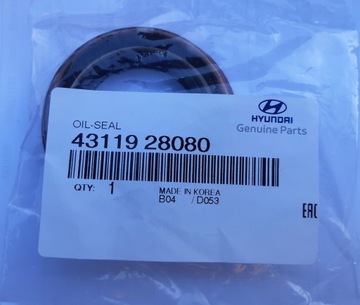 HYUNDAI
Genuine Parts
OIL-SEAL
43119 28080
QTY: 1
MADE IN KOREA
B04 / D053
EAC